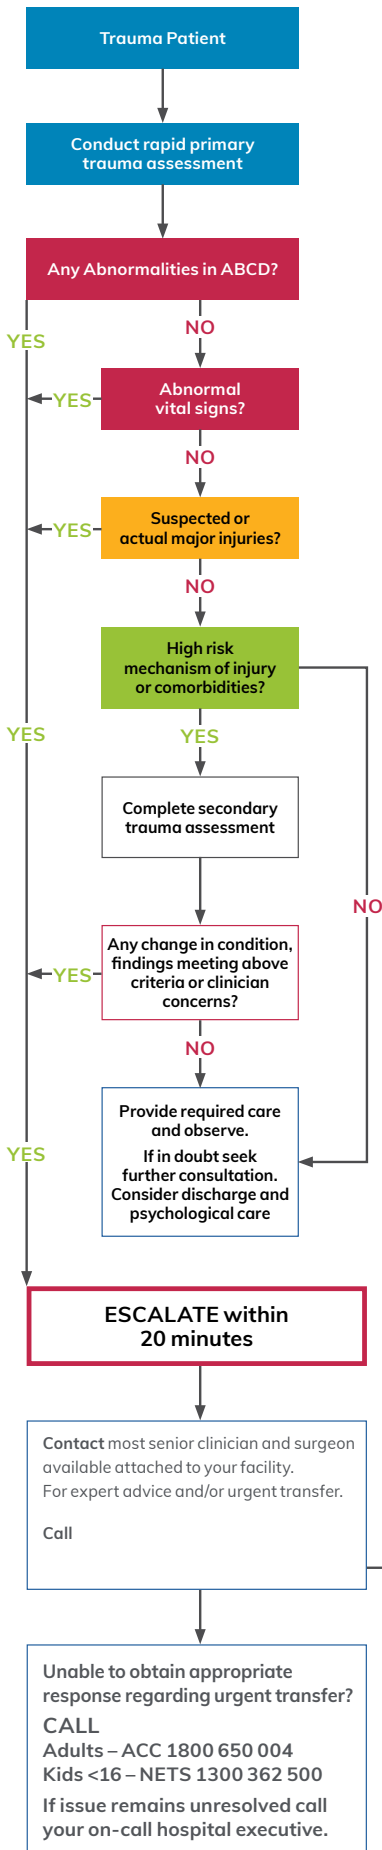 Trauma Patient
Conduct rapid primary
trauma assessment
Any Abnormalities in ABCD?
YES
NO
YES
Abnormal
vital signs?
NO
YES
Suspected or
actual major injuries?
NO
High risk
mechanism of injury
or comorbidities?
YES
YES
Complete secondary
trauma assessment
NO
YES
Any change in condition,
findings meeting above
criteria or clinician
concerns?
NO
Provide required care
and observe.
If in doubt seek
further consultation.
Consider discharge and
psychological care
YES
ESCALATE within
20 minutes
Contact most senior clinician and surgeon
available attached to your facility.
For expert advice and/or urgent transfer.
Call
Unable to obtain appropriate
response regarding urgent transfer?
CALL
Adults – ACC 1800 650 004
Kids <16 – NETS 1300 362 500
If issue remains unresolved call
your on-call hospital executive.